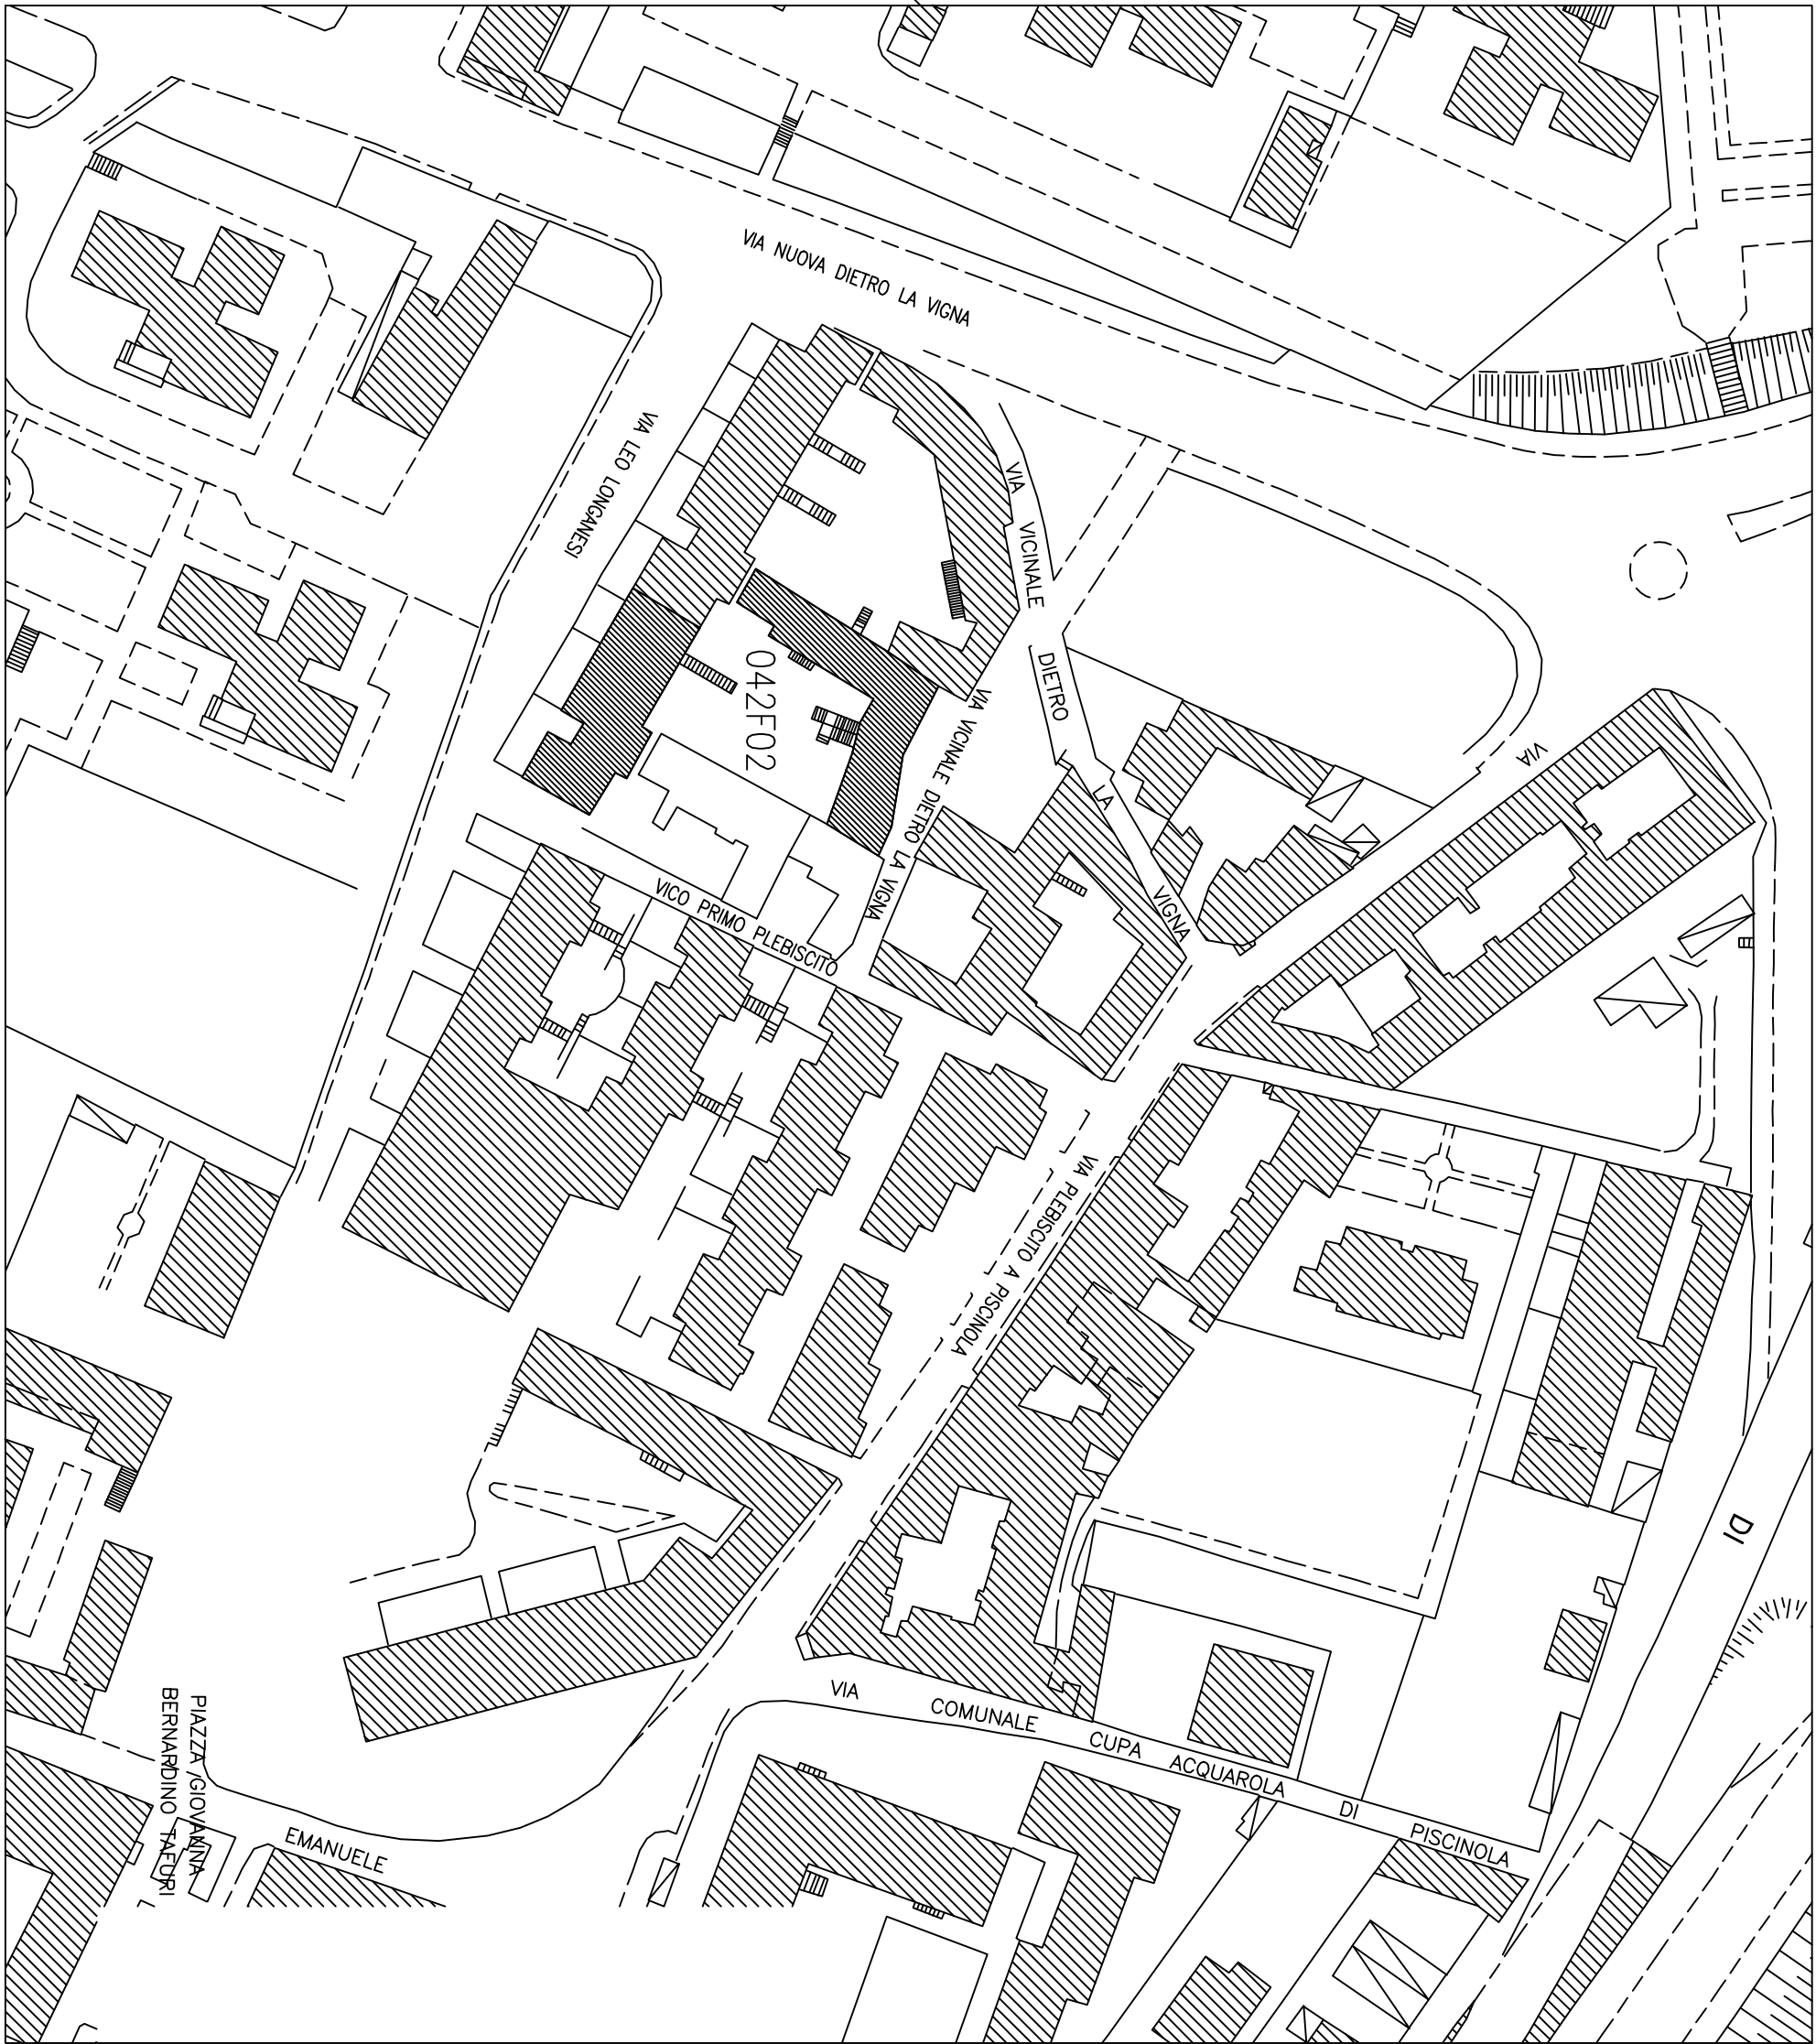 VIA NUOVA DIETRO LA VIGNA
VIA LEO LONGANESI
VIA VICINALE DIETRO LA VIGNA
042F02
VIA VICINALE DIETRO LA VIGNA
VIA
VICO PRIMO PLEBISCITO
VIA PLEBISCITO A PISCINOLA
DI
VIA COMUNALE CUPA ACQUAROLA DI PISCINOLA
PIAZZA GIOVANNA
BERNARDINO TAFURI
EMANUELE